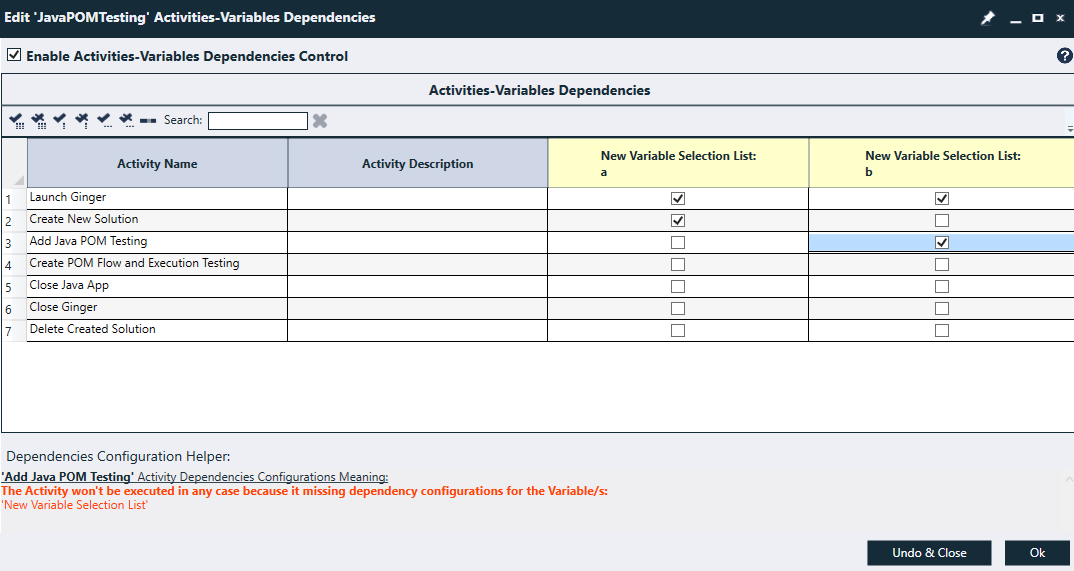 Edit 'JavaPOMTesting' Activities-Variables Dependencies
Enable Activities-Variables Dependencies Control
Activities-Variables Dependencies
Search:
Activity Name Activity Description New Variable Selection List: a New Variable Selection List: b
1 Launch Ginger
2 Create New Solution
3 Add Java POM Testing
4 Create POM Flow and Execution Testing
5 Close Java App
6 Close Ginger
7 Delete Created Solution
Dependencies Configuration Helper:
'Add Java POM Testing' Activity Dependencies Configurations Meaning:
The Activity won't be executed in any case because it missing dependency configurations for the Variable/s:
'New Variable Selection List'
Undo & Close Ok